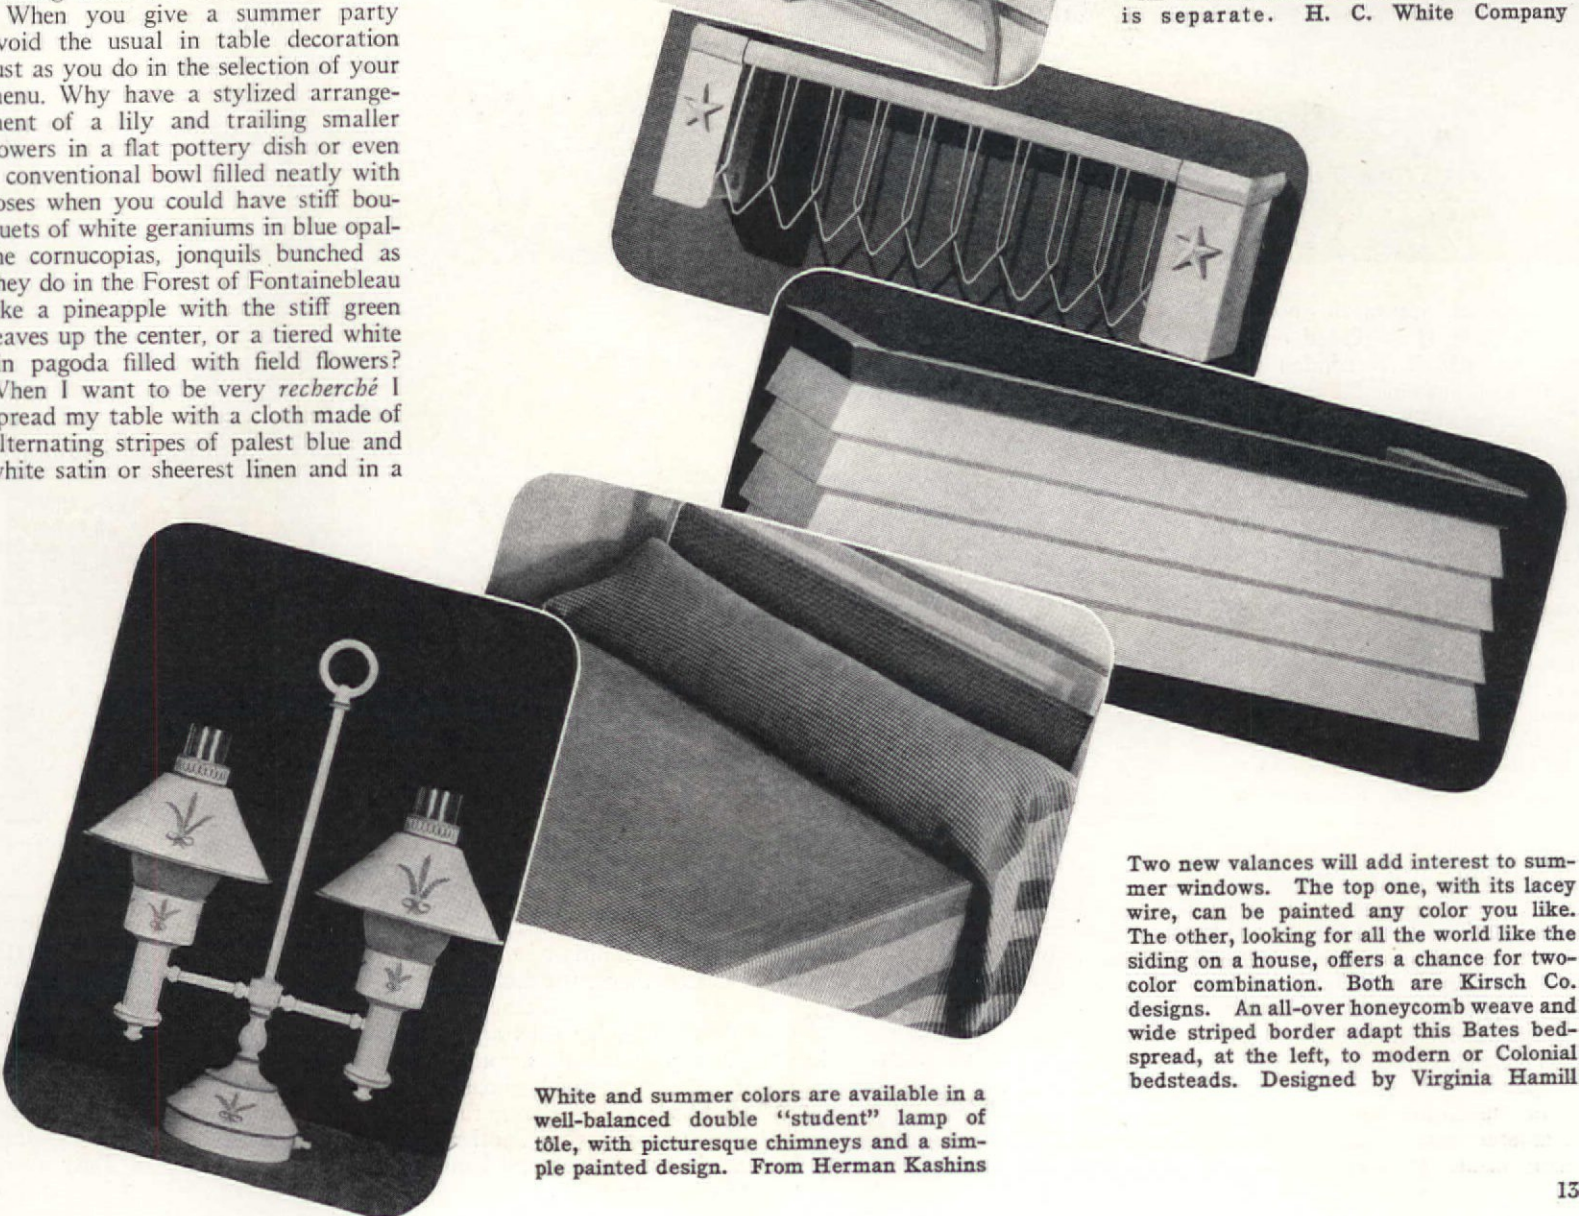 When you give a summer party
void the usual in table decoration
ust as you do in the selection of your
nenu. Why have a stylized arrange-
nent of a lily and trailing smaller
owers in a flat pottery dish or even
conventional bowl filled neatly with
oses when you could have stiff bou-
uets of white geraniums in blue opal-
ne cornucopias, jonquils bunched as
hey do in the Forest of Fontainebleau
ke a pineapple with the stiff green
eaves up the center, or a tiered white
in pagoda filled with field flowers?
When I want to be very recherché I
pread my table with a cloth made of
lternating stripes of palest blue and
white satin or sheerest linen and in a
is separate. H. C. White Company
Two new valances will add interest to sum-
mer windows. The top one, with its lacey
wire, can be painted any color you like.
The other, looking for all the world like the
siding on a house, offers a chance for two-
color combination. Both are Kirsch Co.
designs. An all-over honeycomb weave and
wide striped border adapt this Bates bed-
spread, at the left, to modern or Colonial
bedsteads. Designed by Virginia Hamill
White and summer colors are available in a
well-balanced double “student” lamp of
tôle, with picturesque chimneys and a sim-
ple painted design. From Herman Kashins
13